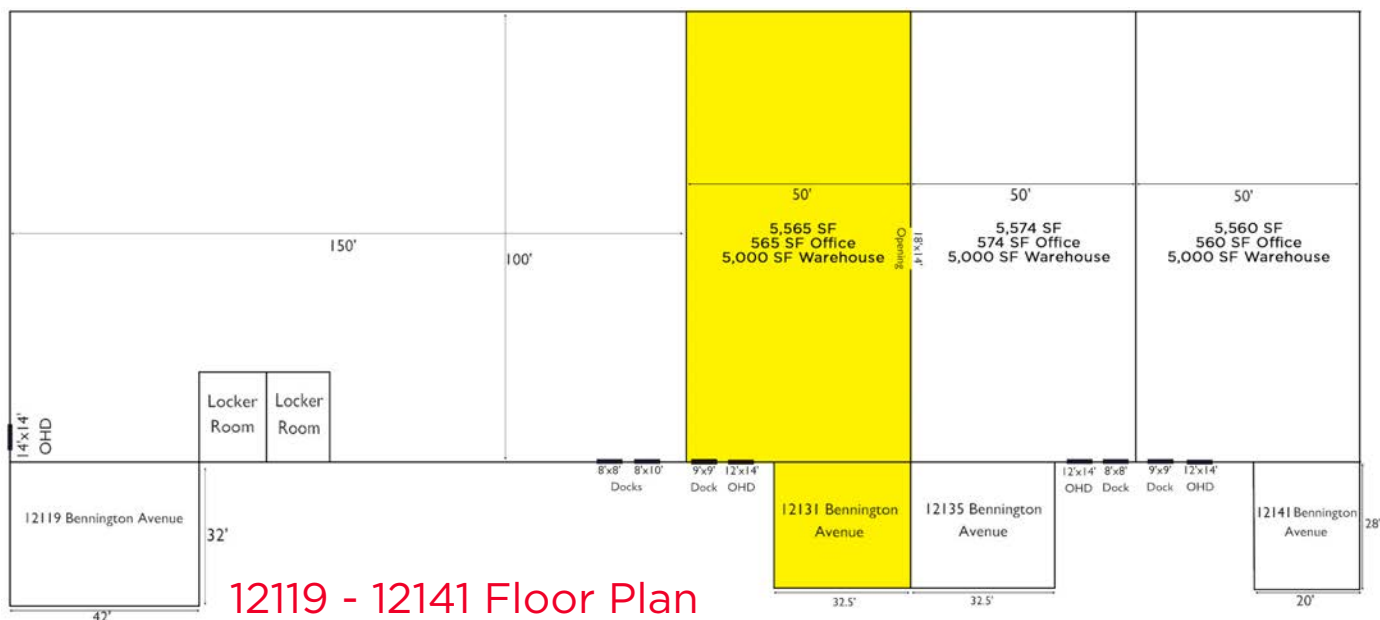 50'
50'
50'
150'
100'
5,565 SF
565 SF Office
5,000 SF Warehouse
Opening
18'x14'
5,574 SF
574 SF Office
5,000 SF Warehouse
5,560 SF
560 SF Office
5,000 SF Warehouse
Locker
Room
Locker
Room
14'x14'
OHD
8'x8'
8'x10'
Docks
9'x9'
Dock
12'x14'
OHD
12'x14'
OHD
8'x8'
Dock
9'x9'
Dock
12'x14'
OHD
12119 Bennington Avenue
32'
42'
12131 Bennington
Avenue
12135 Bennington
Avenue
12141 Bennington
Avenue
28'
32.5'
32.5'
20'
12119 - 12141 Floor Plan